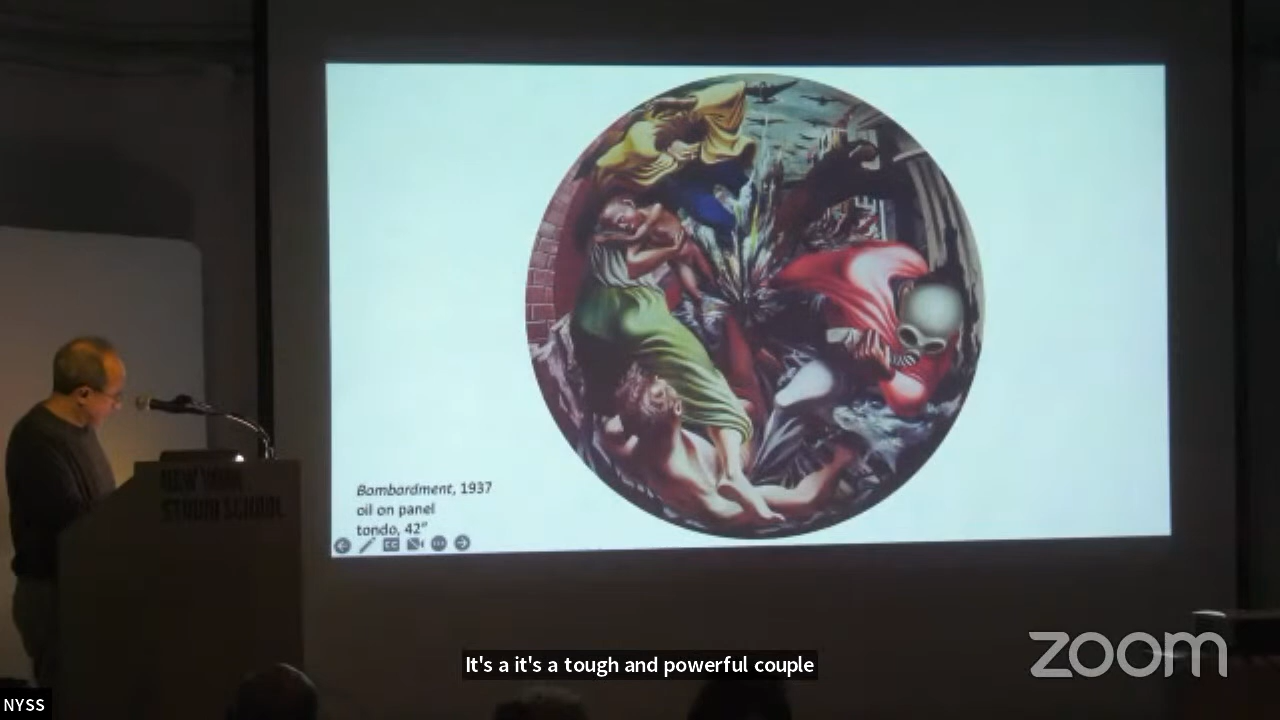 NEW YORK
STUDIO SCHOOL
Bombardment, 1937
oil on panel
tondo, 42"
CC
It's a it's a tough and powerful couple
zoom
NYSS